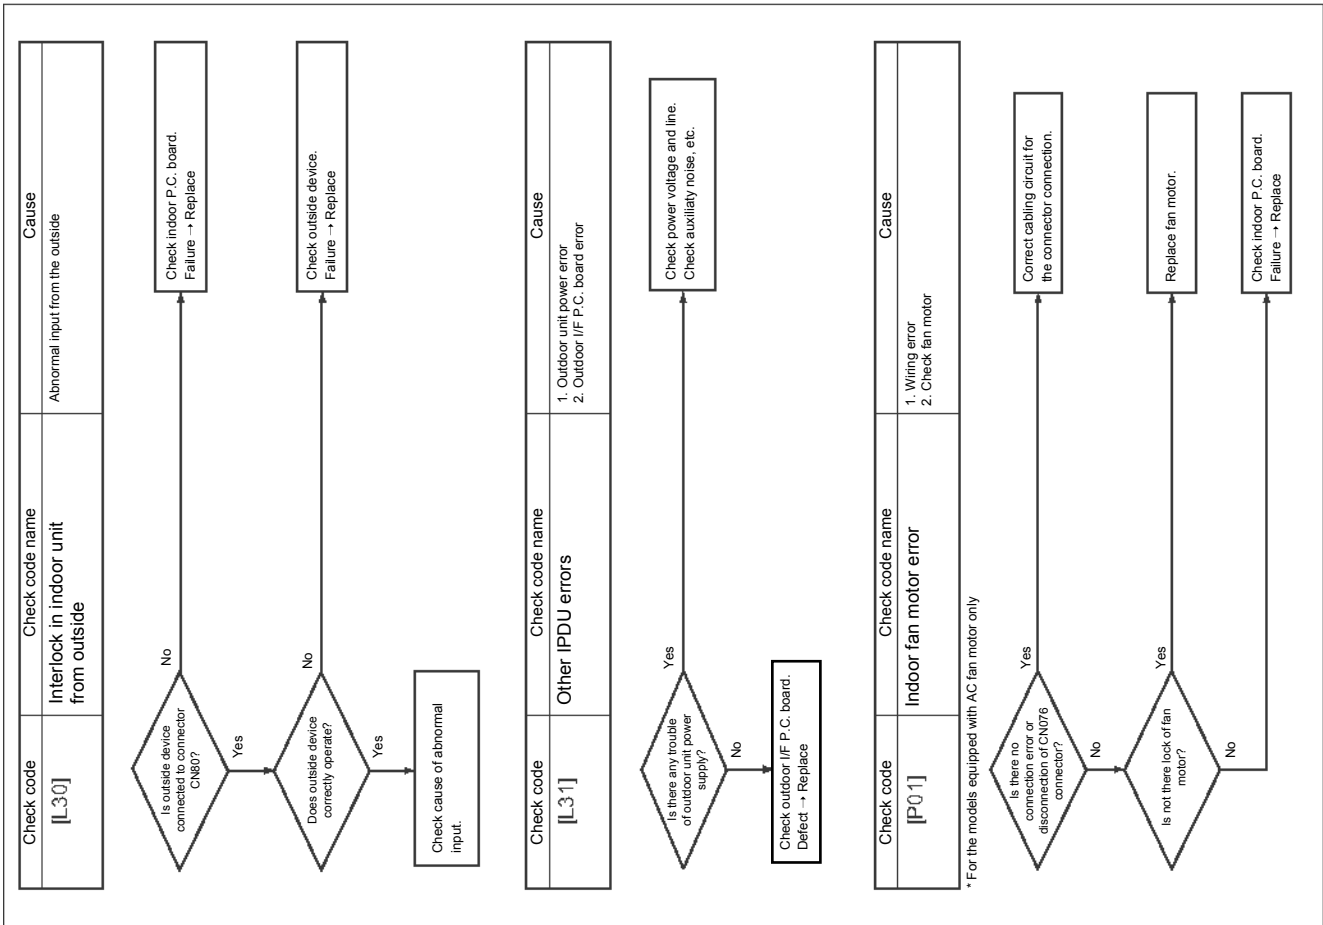 Check code
Check code name
Cause
[L30]
Interlock in indoor unit
from outside
Abnormal input from the outside
Is outside device
connected to connector
CN80?
No
Check indoor P.C. board.
Failure → Replace
Yes
Does outside device
correctly operate?
No
Check outside device.
Failure → Replace
Yes
Check cause of abnormal
input.
Check code
Check code name
Cause
[L31]
Other IPDU errors
1. Outdoor unit power error
2. Outdoor I/F P.C. board error
Is there any trouble
of outdoor unit power
supply?
Yes
Check power voltage and line.
Check auxiliaty noise, etc.
No
Check outdoor I/F P.C. board.
Defect → Replace
Check code
Check code name
Cause
[P01]
Indoor fan motor error
1. Wiring error
2. Check fan motor
* For the models equipped with AC fan motor only
Is there no
connection error or
disconnection of CN076
connector?
Yes
Correct cabling circuit for
the connector connection.
No
Is not there lock of fan
motor?
Yes
Replace fan motor.
No
Check indoor P.C. board.
Failure → Replace